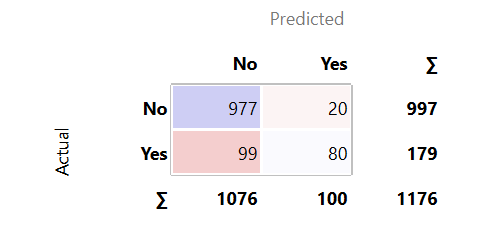 Predicted
No Yes ∑
No 977 20 997
Actual
Yes 99 80 179
∑ 1076 100 1176